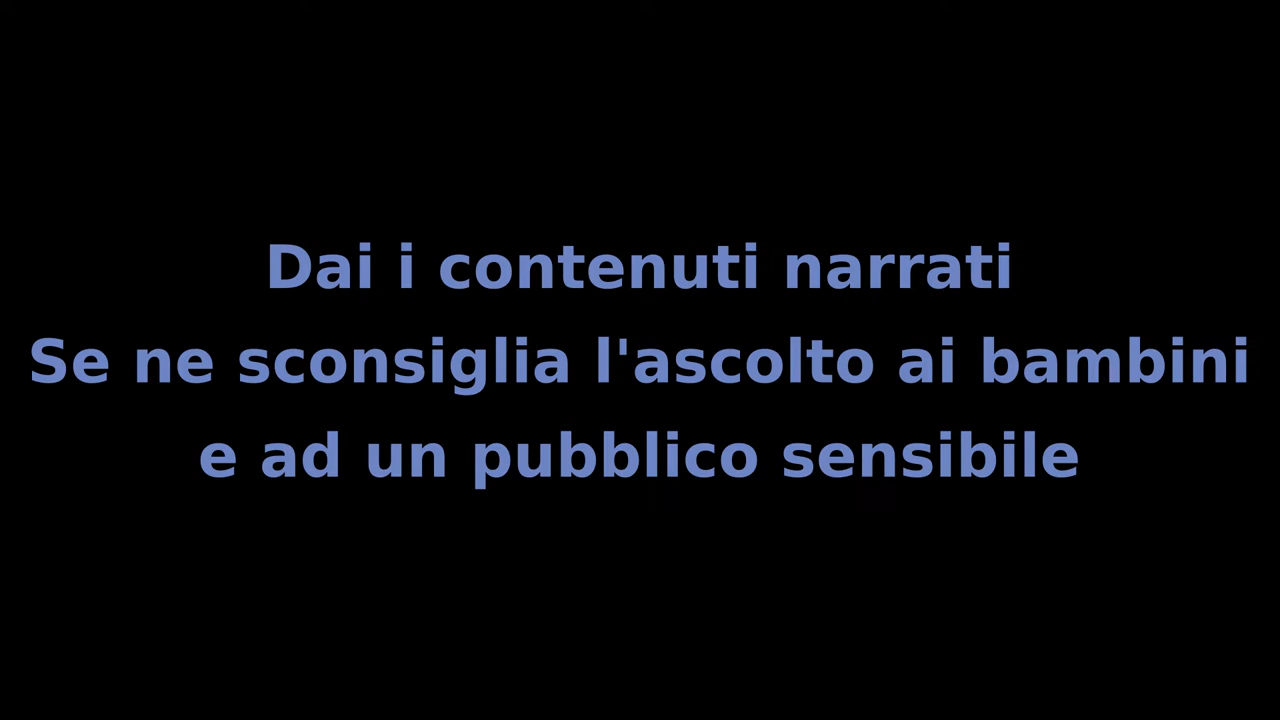 Dai i contenuti narrati
Se ne sconsiglia l'ascolto ai bambini
e ad un pubblico sensibile